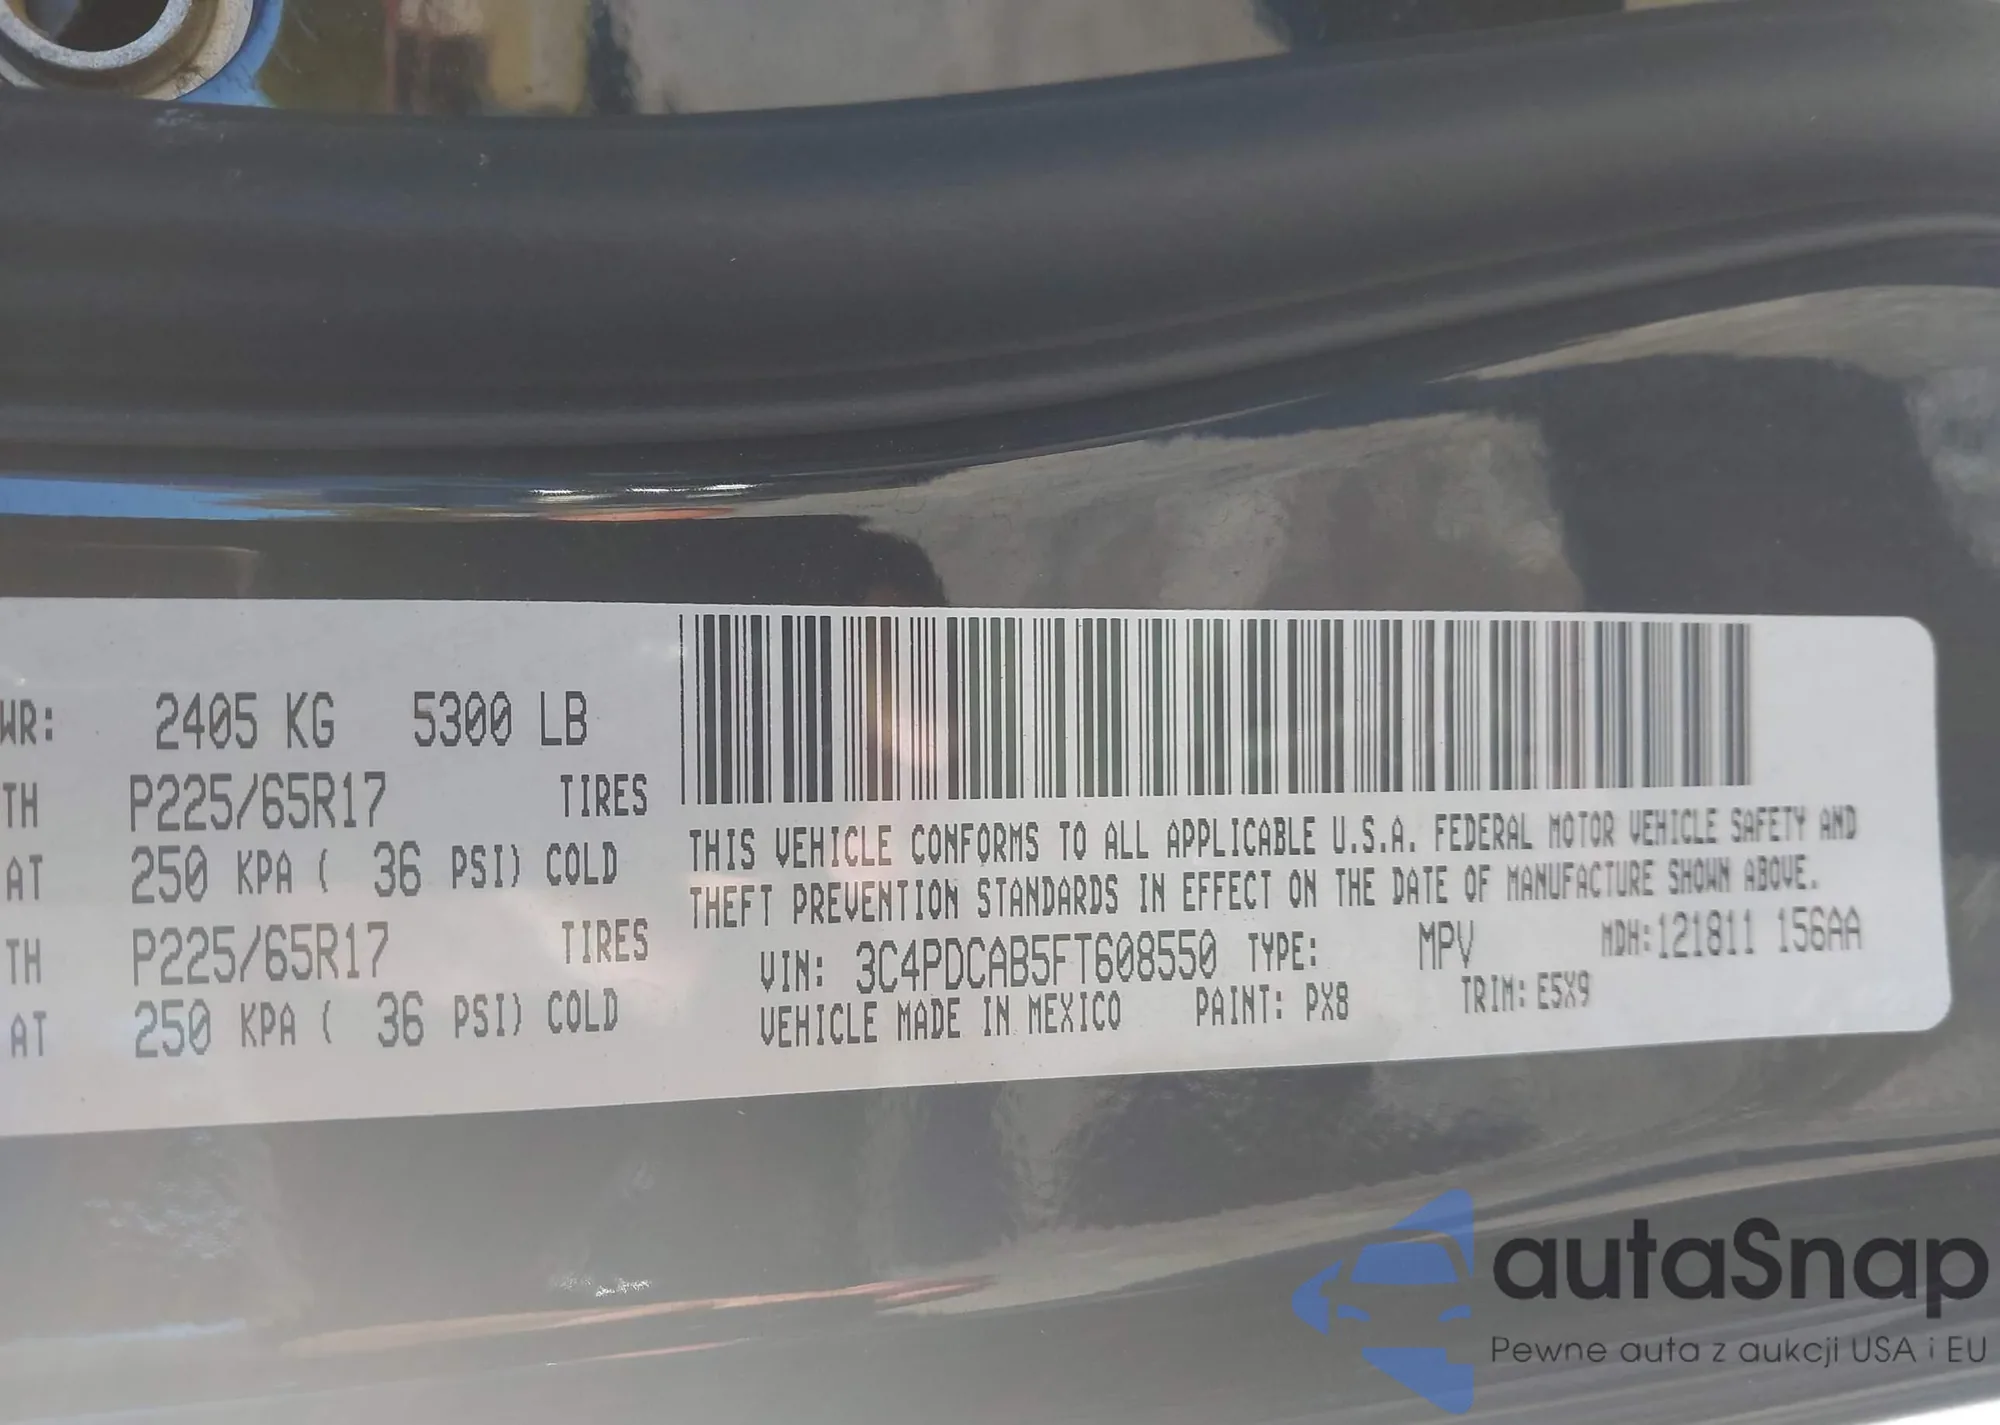 WR: 2405 KG 5300 LB
TH P225/65R17 TIRES
AT 250 KPA ( 36 PSI) COLD
TH P225/65R17 TIRES
AT 250 KPA ( 36 PSI) COLD
THIS VEHICLE CONFORMS TO ALL APPLICABLE U.S.A. FEDERAL MOTOR VEHICLE SAFETY AND
THEFT PREVENTION STANDARDS IN EFFECT ON THE DATE OF MANUFACTURE SHOWN ABOVE.
VIN: 3C4PDCAB5FT608550 TYPE: MPV MDH:121811 156AA
VEHICLE MADE IN MEXICO PAINT: PX8 TRIM: E5X9
autaSnap
Pewne auta z aukcji USA i EU